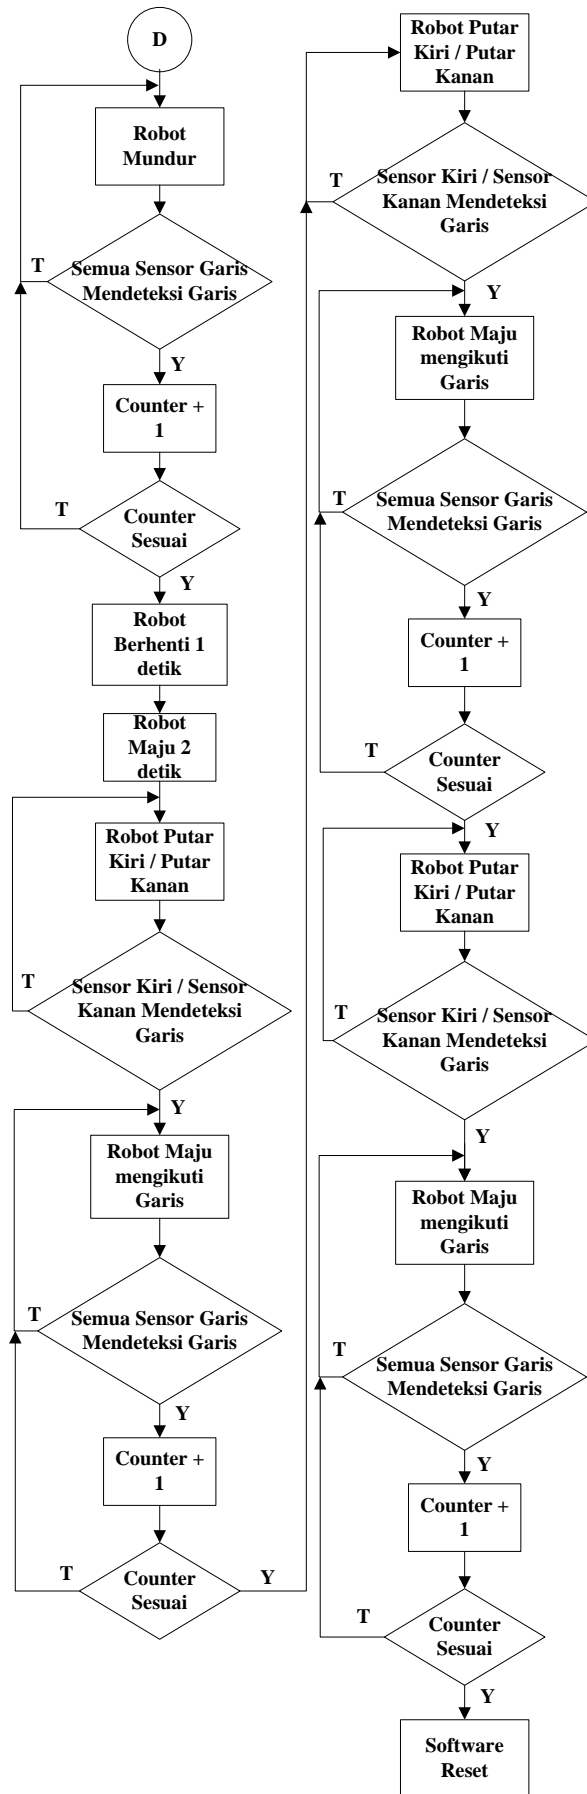 D
Robot
Mundur
T
Semua Sensor Garis
Mendeteksi Garis
Y
Counter +
1
T
Counter
Sesuai
Y
Robot
Berhenti 1
detik
Robot
Maju 2
detik
Robot Putar
Kiri / Putar
Kanan
T
Sensor Kiri / Sensor
Kanan Mendeteksi
Garis
Y
Robot Maju
mengikuti
Garis
T
Semua Sensor Garis
Mendeteksi Garis
Y
Counter +
1
T
Counter
Sesuai
Y
Robot Putar
Kiri / Putar
Kanan
T
Sensor Kiri / Sensor
Kanan Mendeteksi
Garis
Y
Robot Maju
mengikuti
Garis
T
Semua Sensor Garis
Mendeteksi Garis
Y
Counter +
1
T
Counter
Sesuai
Y
Robot Putar
Kiri / Putar
Kanan
T
Sensor Kiri / Sensor
Kanan Mendeteksi
Garis
Y
Robot Maju
mengikuti
Garis
T
Semua Sensor Garis
Mendeteksi Garis
Y
Counter +
1
T
Counter
Sesuai
Y
Software
Reset